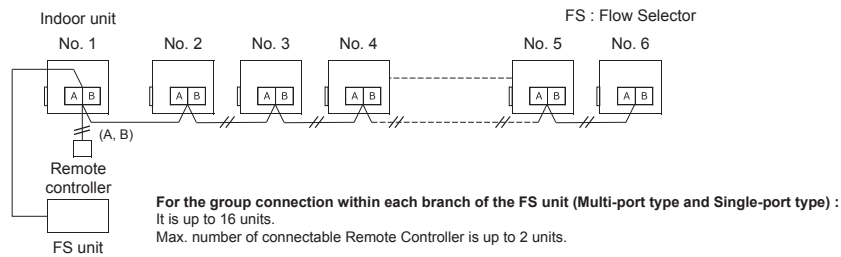 Indoor unit
FS : Flow Selector
No. 1 No. 2 No. 3 No. 4 No. 5 No. 6
A B A B A B A B A B A B
(A, B)
Remote
controller
FS unit
For the group connection within each branch of the FS unit (Multi-port type and Single-port type) :
It is up to 16 units.
Max. number of connectable Remote Controller is up to 2 units.